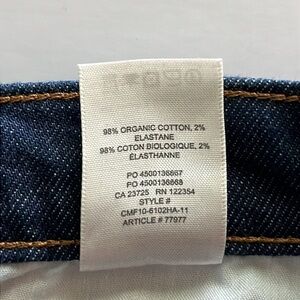 98% ORGANIC COTTON, 2%
ELASTANE
98% COTON BIOLOGIQUE, 2%
ÉLASTHANNE
PO 4500136867
PO 4500136868
CA 23725 RN 122354
STYLE #
CMF10-6102HA-11
ARTICLE # 77977